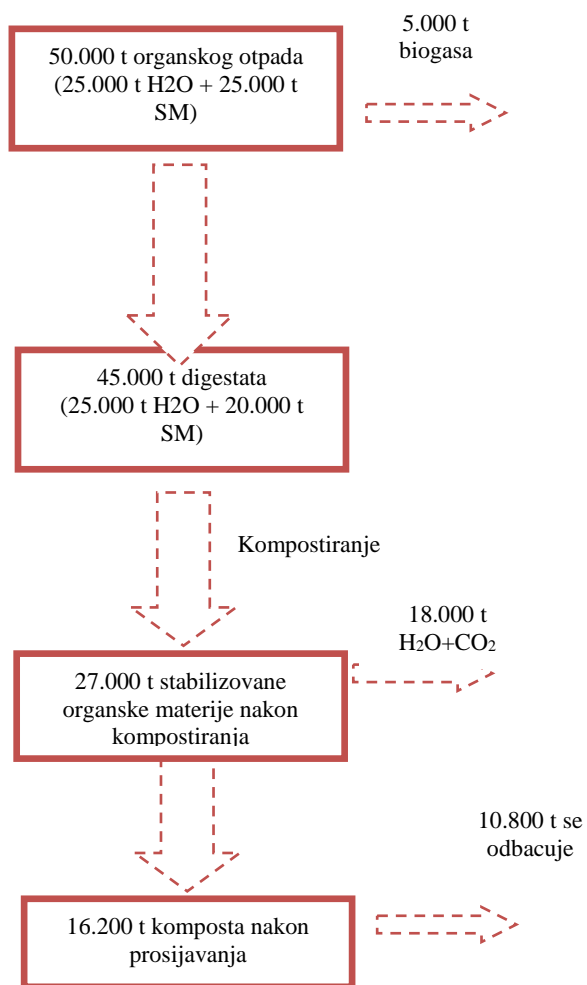 50.000 t organskog otpada
(25.000 t H2O + 25.000 t
SM)
5.000 t
biogasa
45.000 t digestata
(25.000 t H2O + 20.000 t
SM)
Kompostiranje
18.000 t
H₂O+CO₂
27.000 t stabilizovane
organske materije nakon
kompostiranja
10.800 t se
odbacuje
16.200 t komposta nakon
prosijavanja